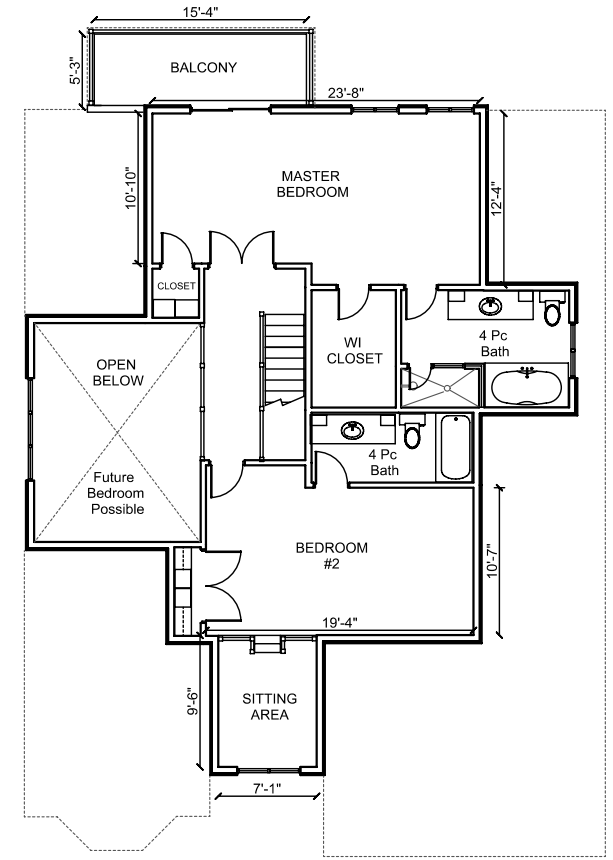 15'-4"
5'-3"
BALCONY
23'-8"
10'-10"
MASTER
BEDROOM
12'-4"
CLOSET
WI
CLOSET
4 Pc
Bath
OPEN
BELOW
4 Pc
Bath
Future
Bedroom
Possible
BEDROOM
#2
10'-7"
19'-4"
9'-6"
SITTING
AREA
7'-1"